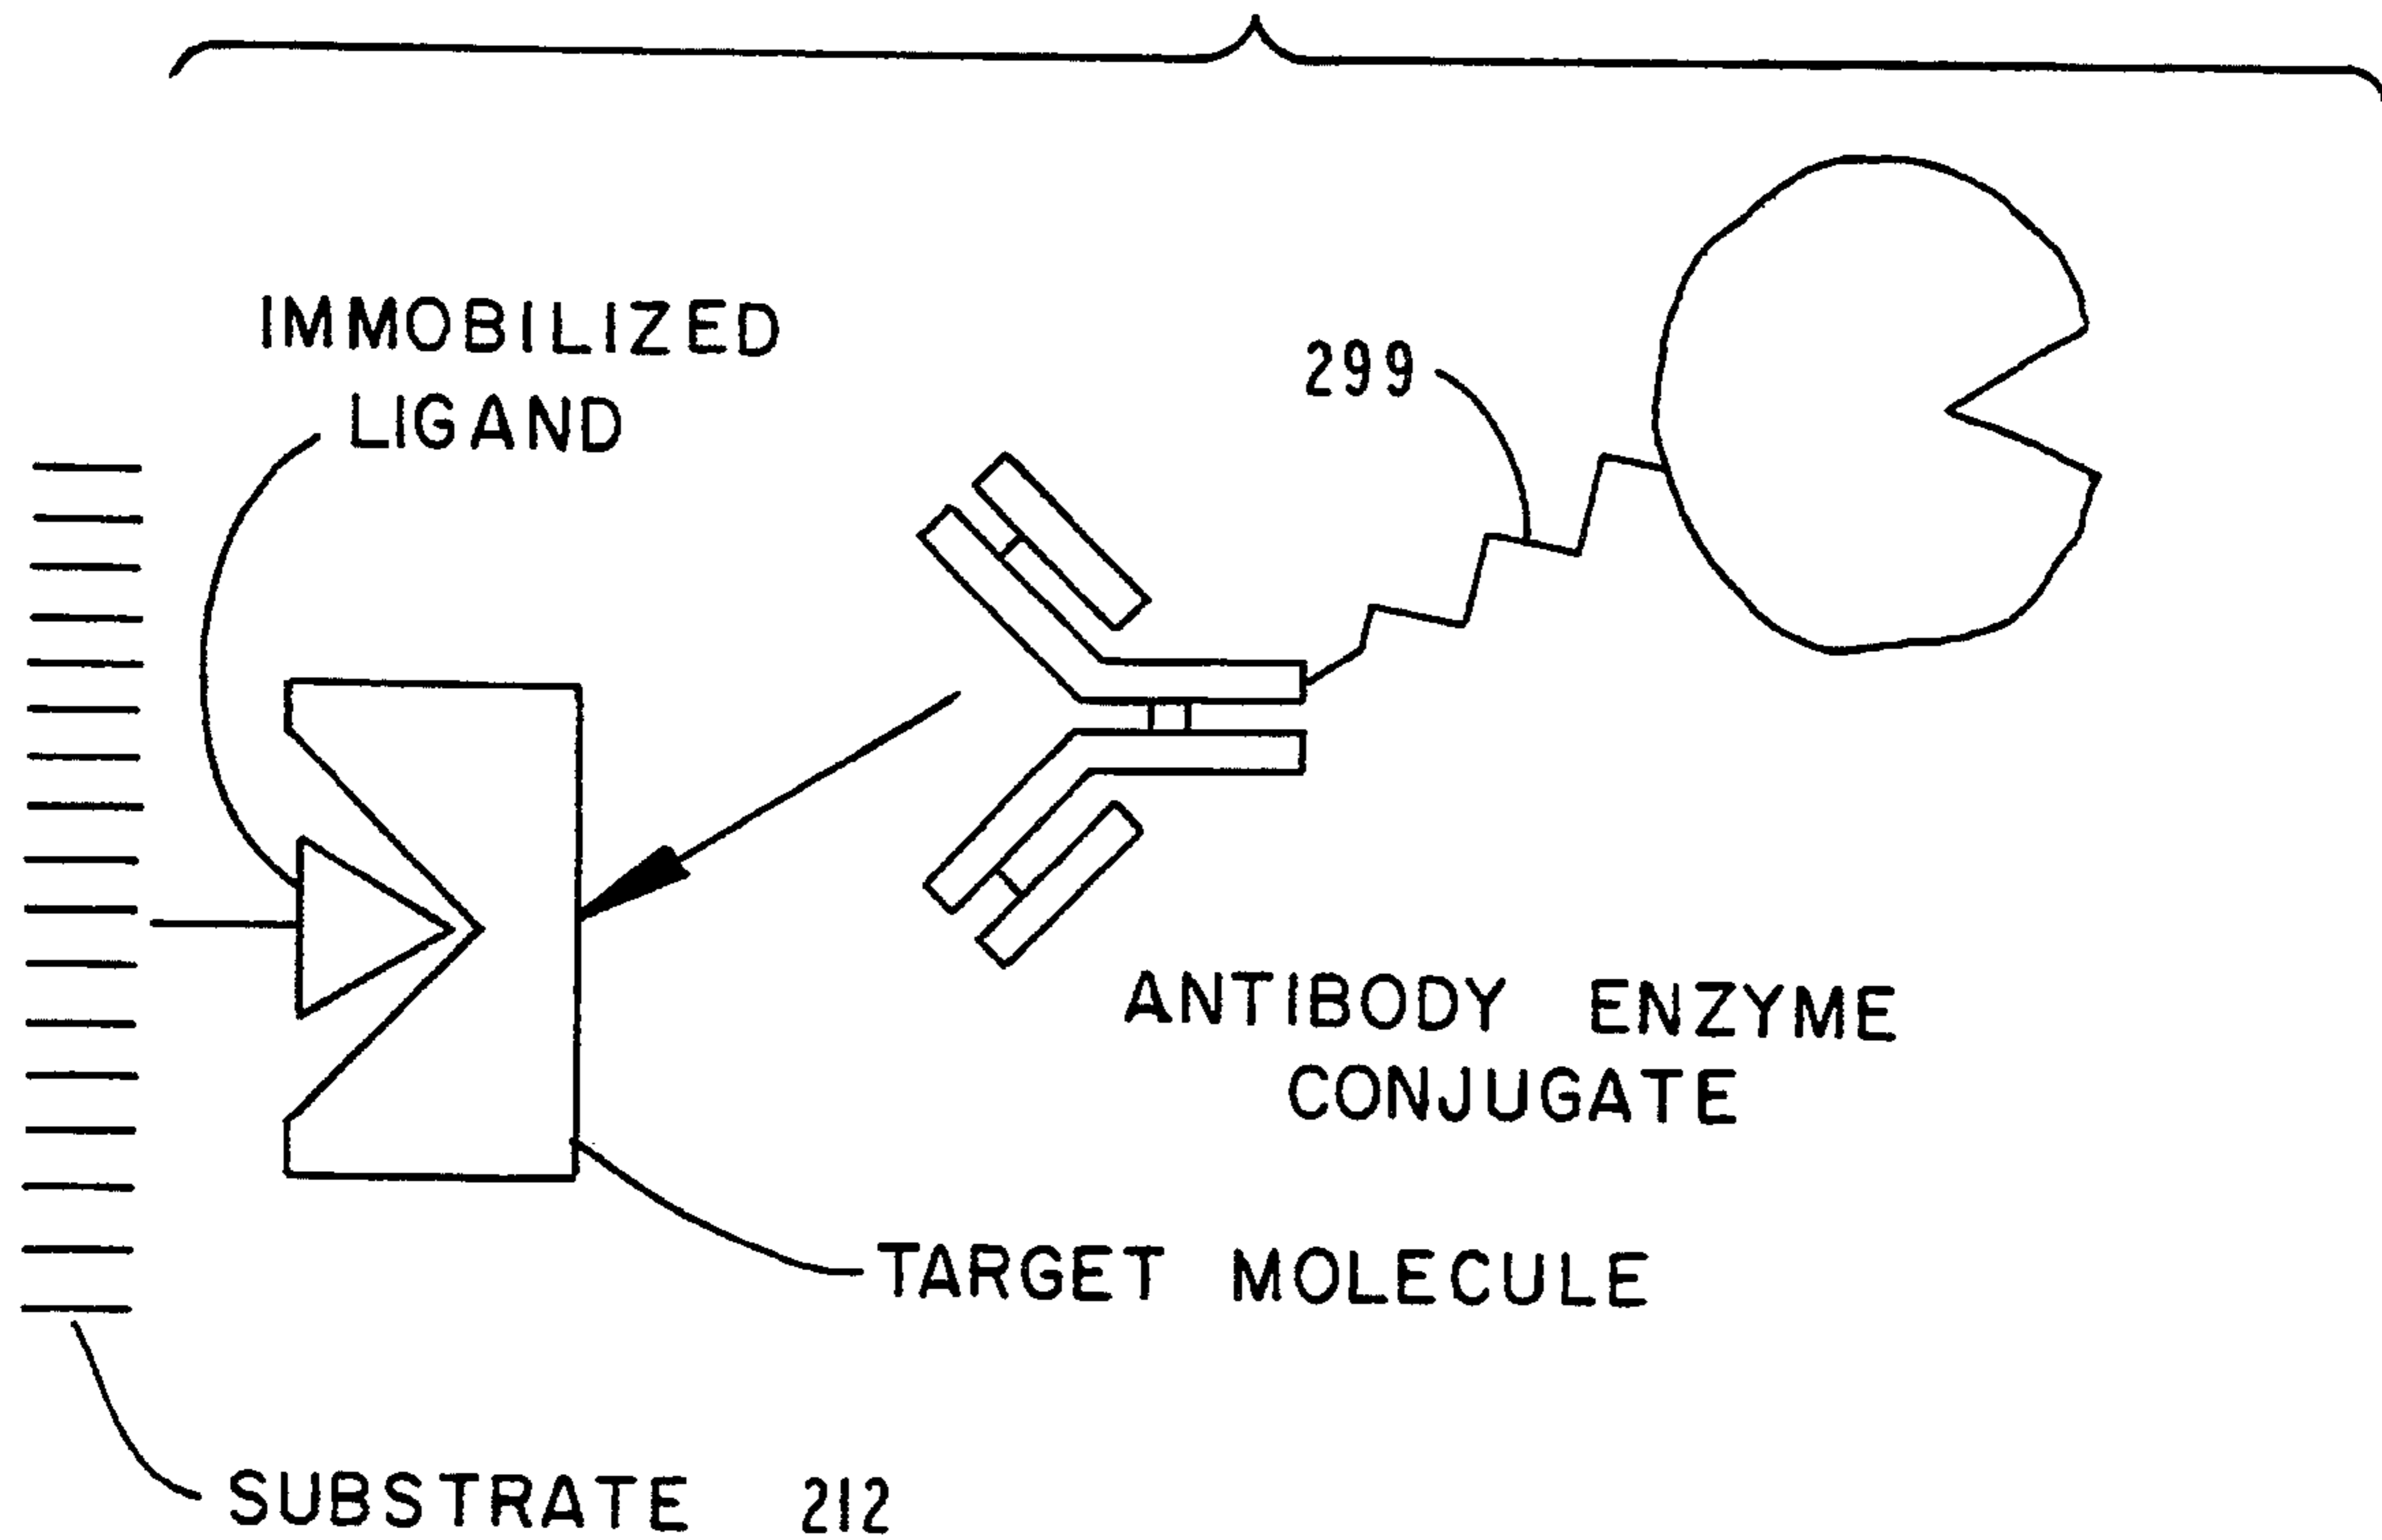 IMMOBILIZED
LIGAND
299
ANTIBODY ENZYME
CONJUGATE
TARGET MOLECULE
SUBSTRATE 212